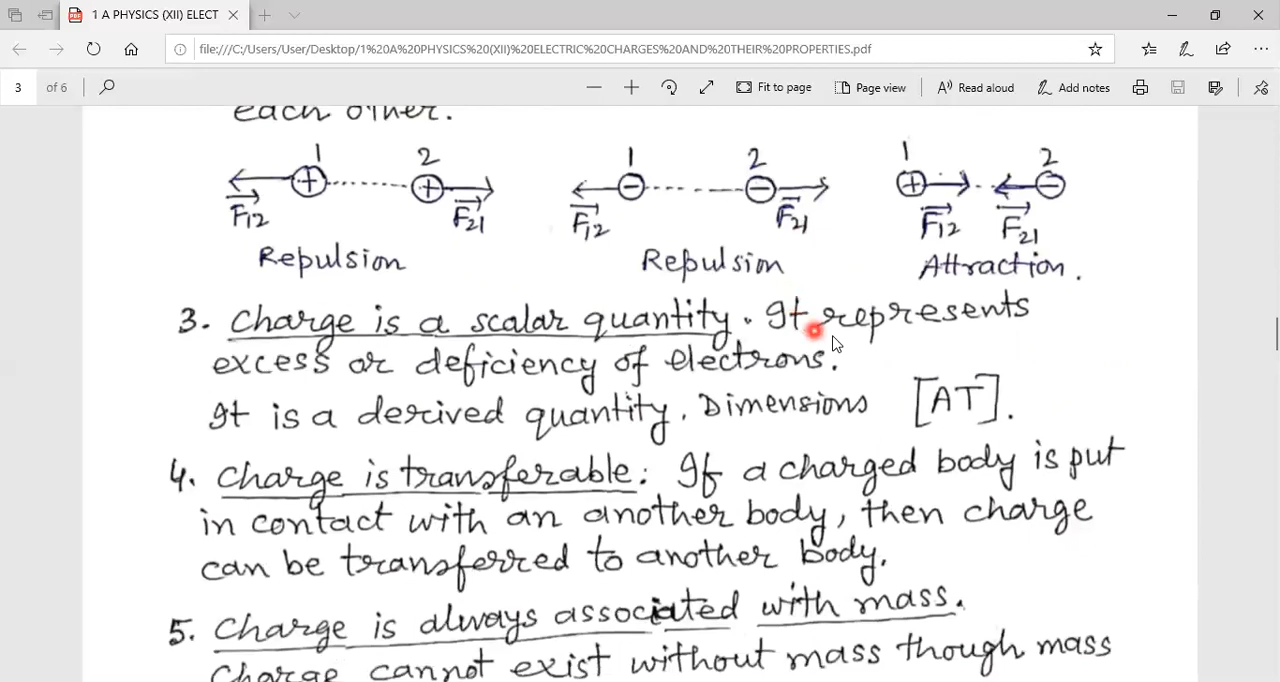 1 A PHYSICS (XII) ELECT
file:///C:/Users/User/Desktop/1%20A%20PHYSICS%20(XII)%20ELECTRIC%20CHARGES%20AND%20THEIR%20PROPERTIES.pdf
3 of 6 Fit to page Page view Read aloud Add notes
each other.
1 2 1 2 1 2
+ + − − + −
F12 F21 F12 F21 F12 F21
Repulsion Repulsion Attraction.
3. Charge is a scalar quantity. It represents
excess or deficiency of electrons.
It is a derived quantity. Dimensions [AT].
4. Charge is transferable: If a charged body is put
in contact with an another body, then charge
can be transferred to another body.
5. Charge is always associated with mass.
Charge cannot exist without mass though mass